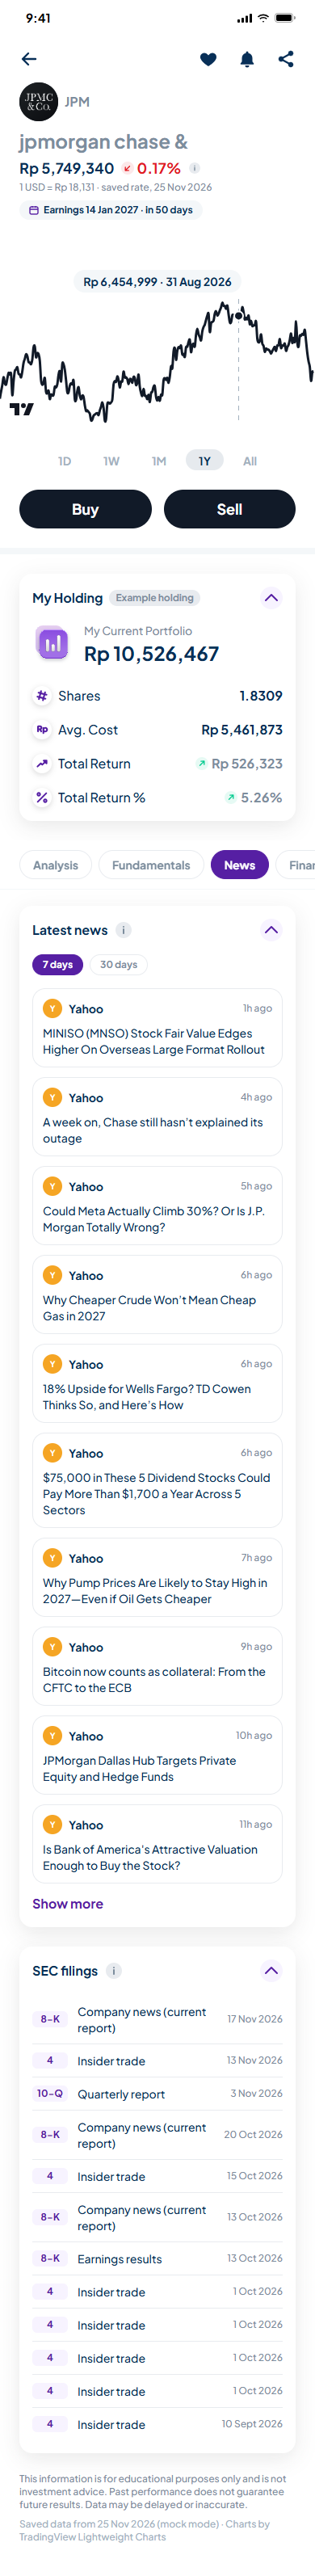 9:41
JPMC
&CO.
JPM
jpmorgan chase &
Rp 5,749,340 0.17% i
1 USD = Rp 18,131 · saved rate, 25 Nov 2026
Earnings 14 Jan 2027 · in 50 days
Rp 6,454,999 · 31 Aug 2026
1D 1W 1M 1Y All
Buy Sell
My Holding Example holding
My Current Portfolio
Rp 10,526,467
# Shares 1.8309
Rp Avg. Cost Rp 5,461,873
Total Return Rp 526,323
% Total Return % 5.26%
Analysis Fundamentals News Finan
Latest news i
7 days 30 days
Y Yahoo 1h ago
MINISO (MNSO) Stock Fair Value Edges
Higher On Overseas Large Format Rollout
Y Yahoo 4h ago
A week on, Chase still hasn't explained its
outage
Y Yahoo 5h ago
Could Meta Actually Climb 30%? Or Is J.P.
Morgan Totally Wrong?
Y Yahoo 6h ago
Why Cheaper Crude Won't Mean Cheap
Gas in 2027
Y Yahoo 6h ago
18% Upside for Wells Fargo? TD Cowen
Thinks So, and Here's How
Y Yahoo 6h ago
$75,000 in These 5 Dividend Stocks Could
Pay More Than $1,700 a Year Across 5
Sectors
Y Yahoo 7h ago
Why Pump Prices Are Likely to Stay High in
2027—Even if Oil Gets Cheaper
Y Yahoo 9h ago
Bitcoin now counts as collateral: From the
CFTC to the ECB
Y Yahoo 10h ago
JPMorgan Dallas Hub Targets Private
Equity and Hedge Funds
Y Yahoo 11h ago
Is Bank of America's Attractive Valuation
Enough to Buy the Stock?
Show more
SEC filings i
8-K Company news (current
report) 17 Nov 2026
4 Insider trade 13 Nov 2026
10-Q Quarterly report 3 Nov 2026
8-K Company news (current
report) 20 Oct 2026
4 Insider trade 15 Oct 2026
8-K Company news (current
report) 13 Oct 2026
8-K Earnings results 13 Oct 2026
4 Insider trade 1 Oct 2026
4 Insider trade 1 Oct 2026
4 Insider trade 1 Oct 2026
4 Insider trade 1 Oct 2026
4 Insider trade 10 Sept 2026
This information is for educational purposes only and is not
investment advice. Past performance does not guarantee
future results. Data may be delayed or inaccurate.
Saved data from 25 Nov 2026 (mock mode) · Charts by
TradingView Lightweight Charts